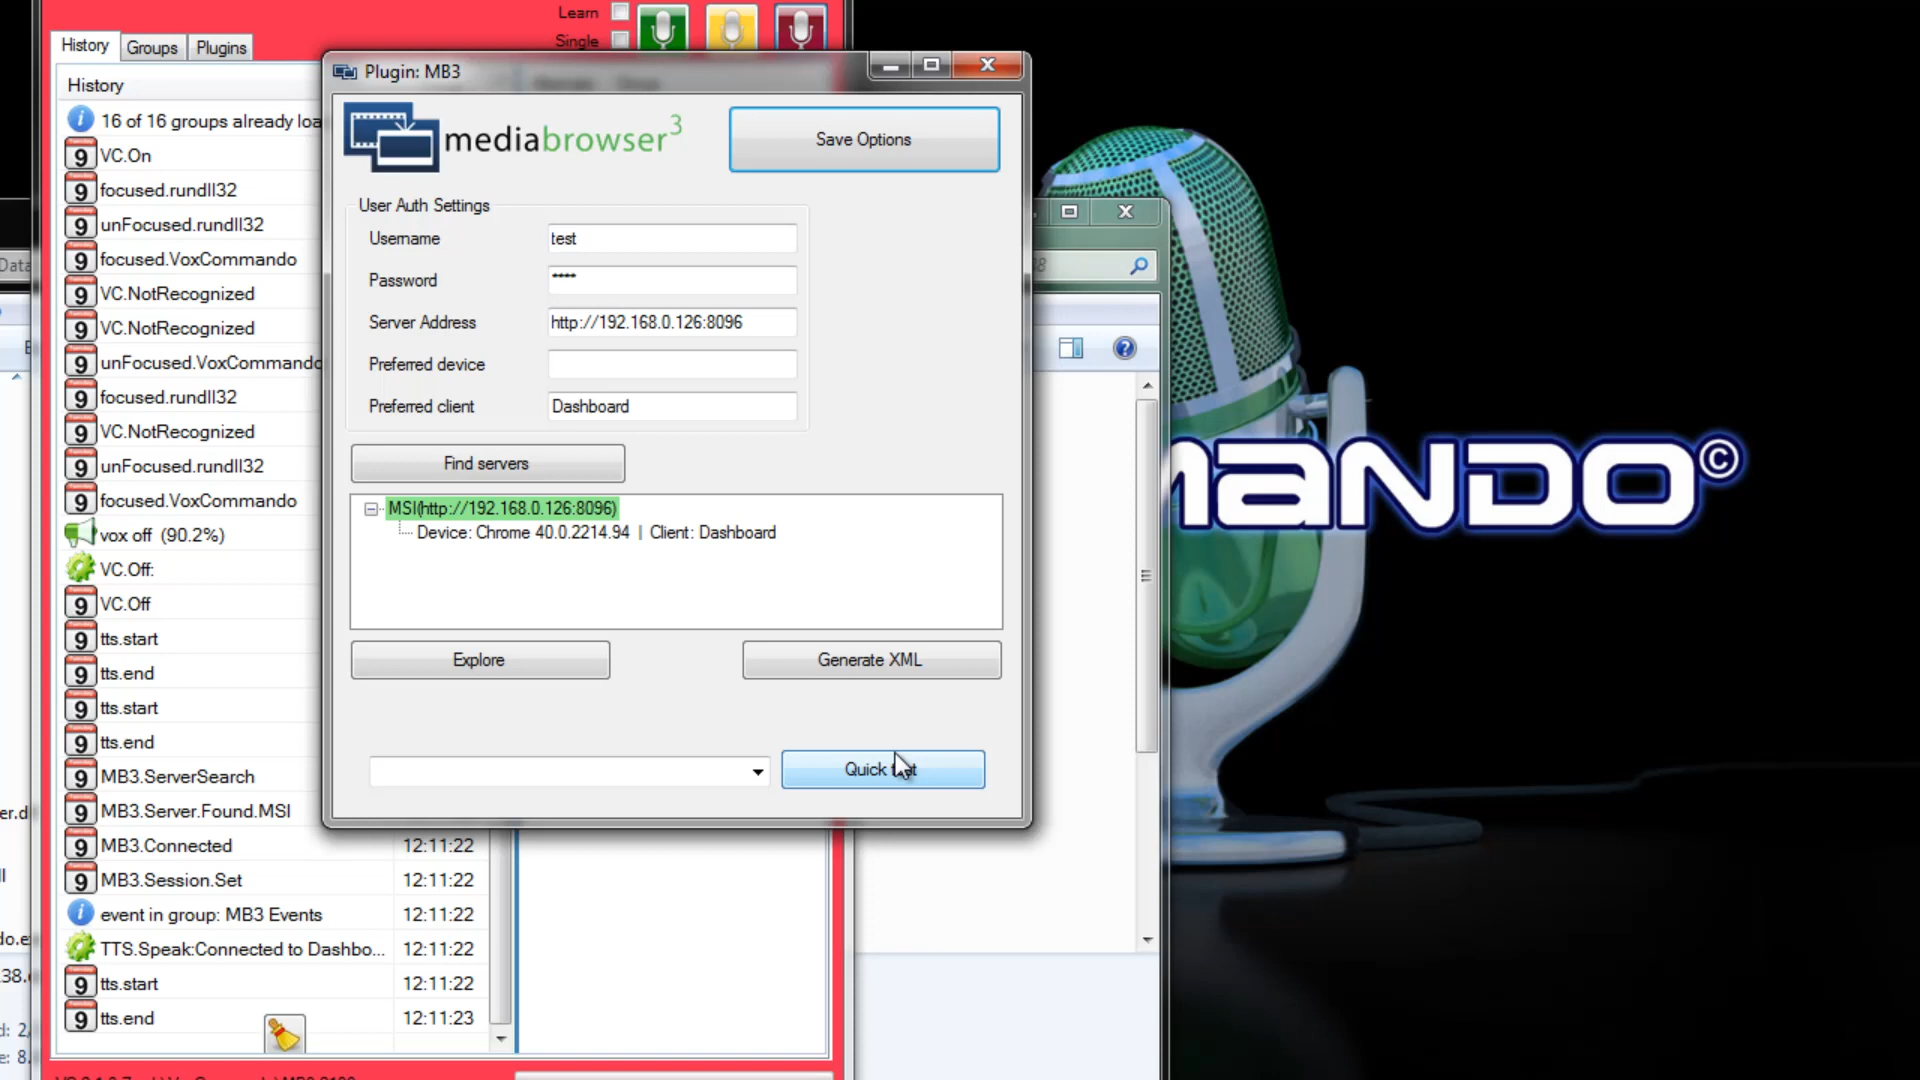 Learn
Single
History Groups Plugins
History
16 of 16 groups already loa
VC.On
focused.rundll32
unFocused.rundll32
focused.VoxCommando
VC.NotRecognized
VC.NotRecognized
unFocused.VoxCommando
focused.rundll32
VC.NotRecognized
unFocused.rundll32
focused.VoxCommando
vox off (90.2%)
VC.Off:
VC.Off
tts.start
tts.end
tts.start
tts.end
MB3.ServerSearch
MB3.Server.Found.MSI
MB3.Connected 12:11:22
MB3.Session.Set 12:11:22
event in group: MB3 Events 12:11:22
TTS.Speak:Connected to Dashbo... 12:11:22
tts.start 12:11:22
tts.end 12:11:23
Plugin: MB3
mediabrowser3
Save Options
User Auth Settings
Username test
Password ****
Server Address http://192.168.0.126:8096
Preferred device
Preferred client Dashboard
Find servers
MSI(http://192.168.0.126:8096)
Device: Chrome 40.0.2214.94 | Client: Dashboard
Explore Generate XML
Quick
Data
38.
MANDO©